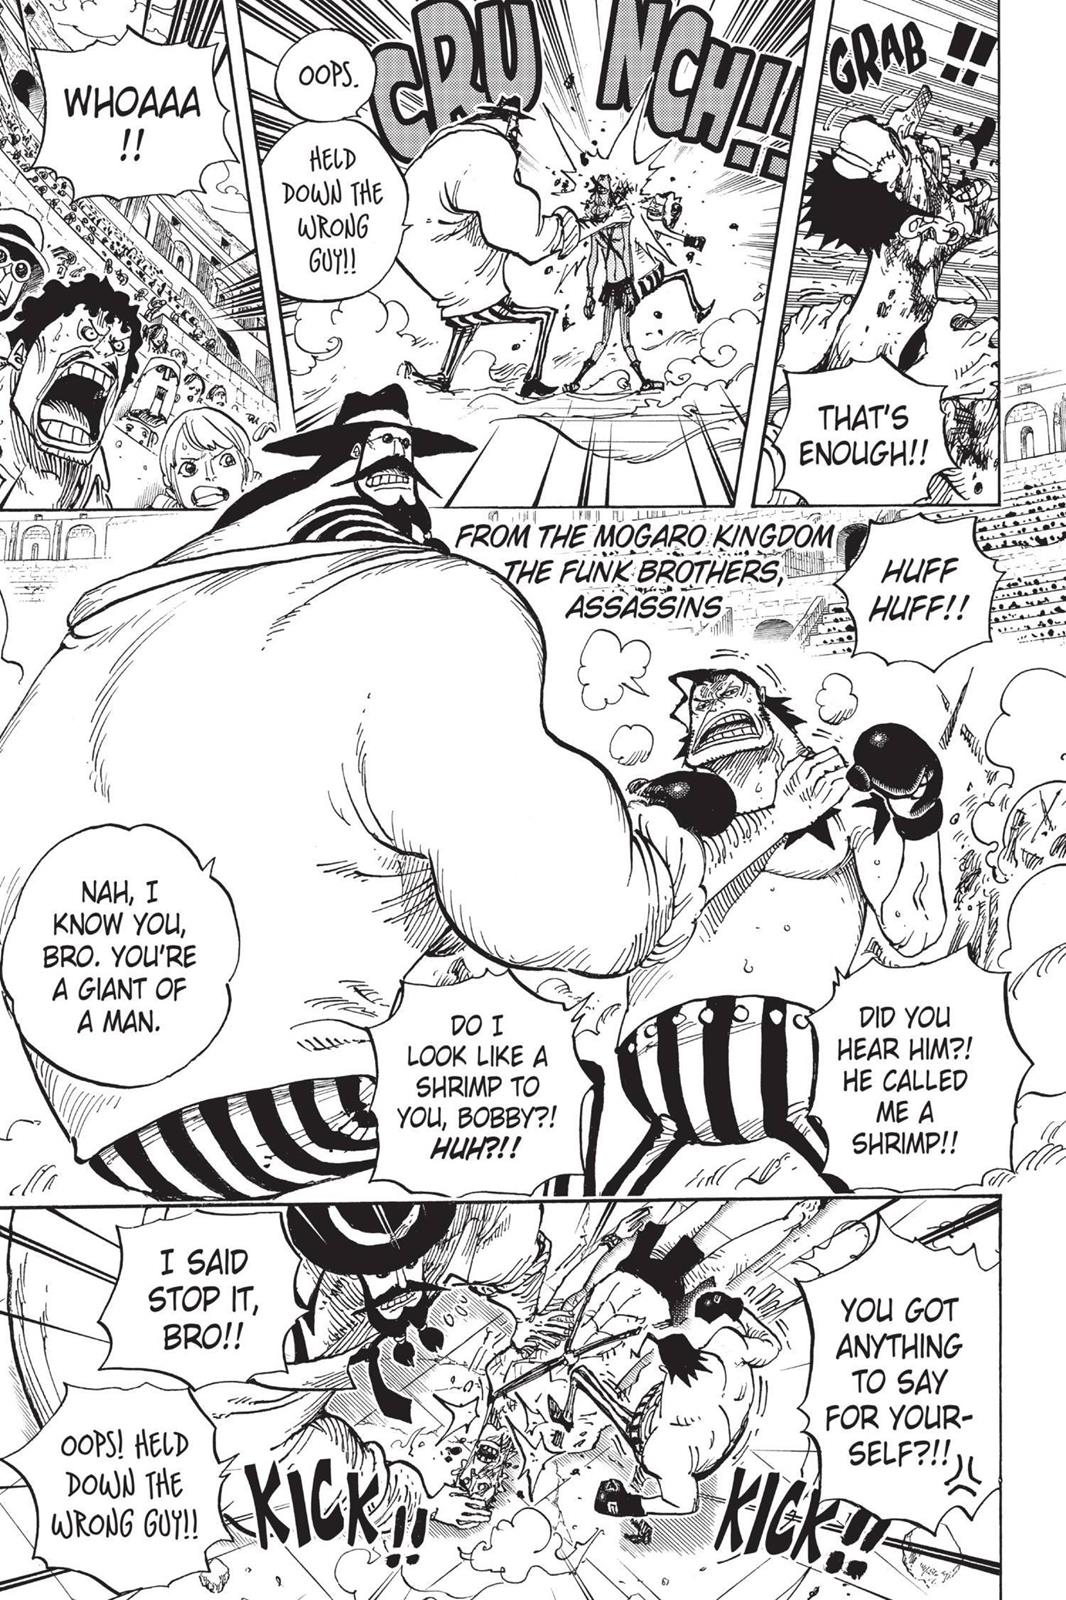 GRAB!!
THAT'S
ENOUGH!!
CRUNCH!!
OOPS.
HELD
DOWN THE
WRONG
GUY!!
WHOAAA
!!
FROM THE MOGARO KINGDOM
THE FUNK BROTHERS,
ASSASSINS
HUFF
HUFF!!
DID YOU
HEAR HIM?!
HE CALLED
ME A
SHRIMP!!
DO I
LOOK LIKE A
SHRIMP TO
YOU, BOBBY?!
HUH?!!
NAH, I
KNOW YOU,
BRO. YOU'RE
A GIANT OF
A MAN.
YOU GOT
ANYTHING
TO SAY
FOR YOUR-
SELF?!!
KICK!!
I SAID
STOP IT,
BRO!!
KICK!!
OOPS! HELD
DOWN THE
WRONG GUY!!